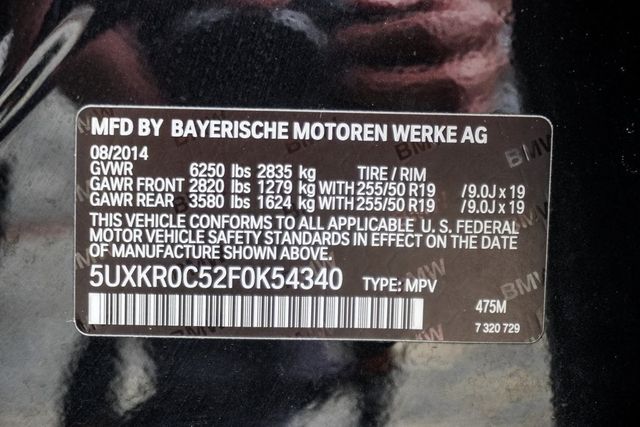 MFD BY BAYERISCHE MOTOREN WERKE AG
08/2014
GVWR 6250 lbs 2835 kg TIRE / RIM
GAWR FRONT 2820 lbs 1279 kg WITH 255/50 R19 /9.0J x 19
GAWR REAR 3580 lbs 1624 kg WITH 255/50 R19 /9.0J x 19
THIS VEHICLE CONFORMS TO ALL APPLICABLE U.S. FEDERAL
MOTOR VEHICLE SAFETY STANDARDS IN EFFECT ON THE DATE
OF MANUFACTURE SHOWN ABOVE.
5UXKR0C52F0K54340 TYPE: MPV
475M
7 320 729
BMW
BMW
BMW